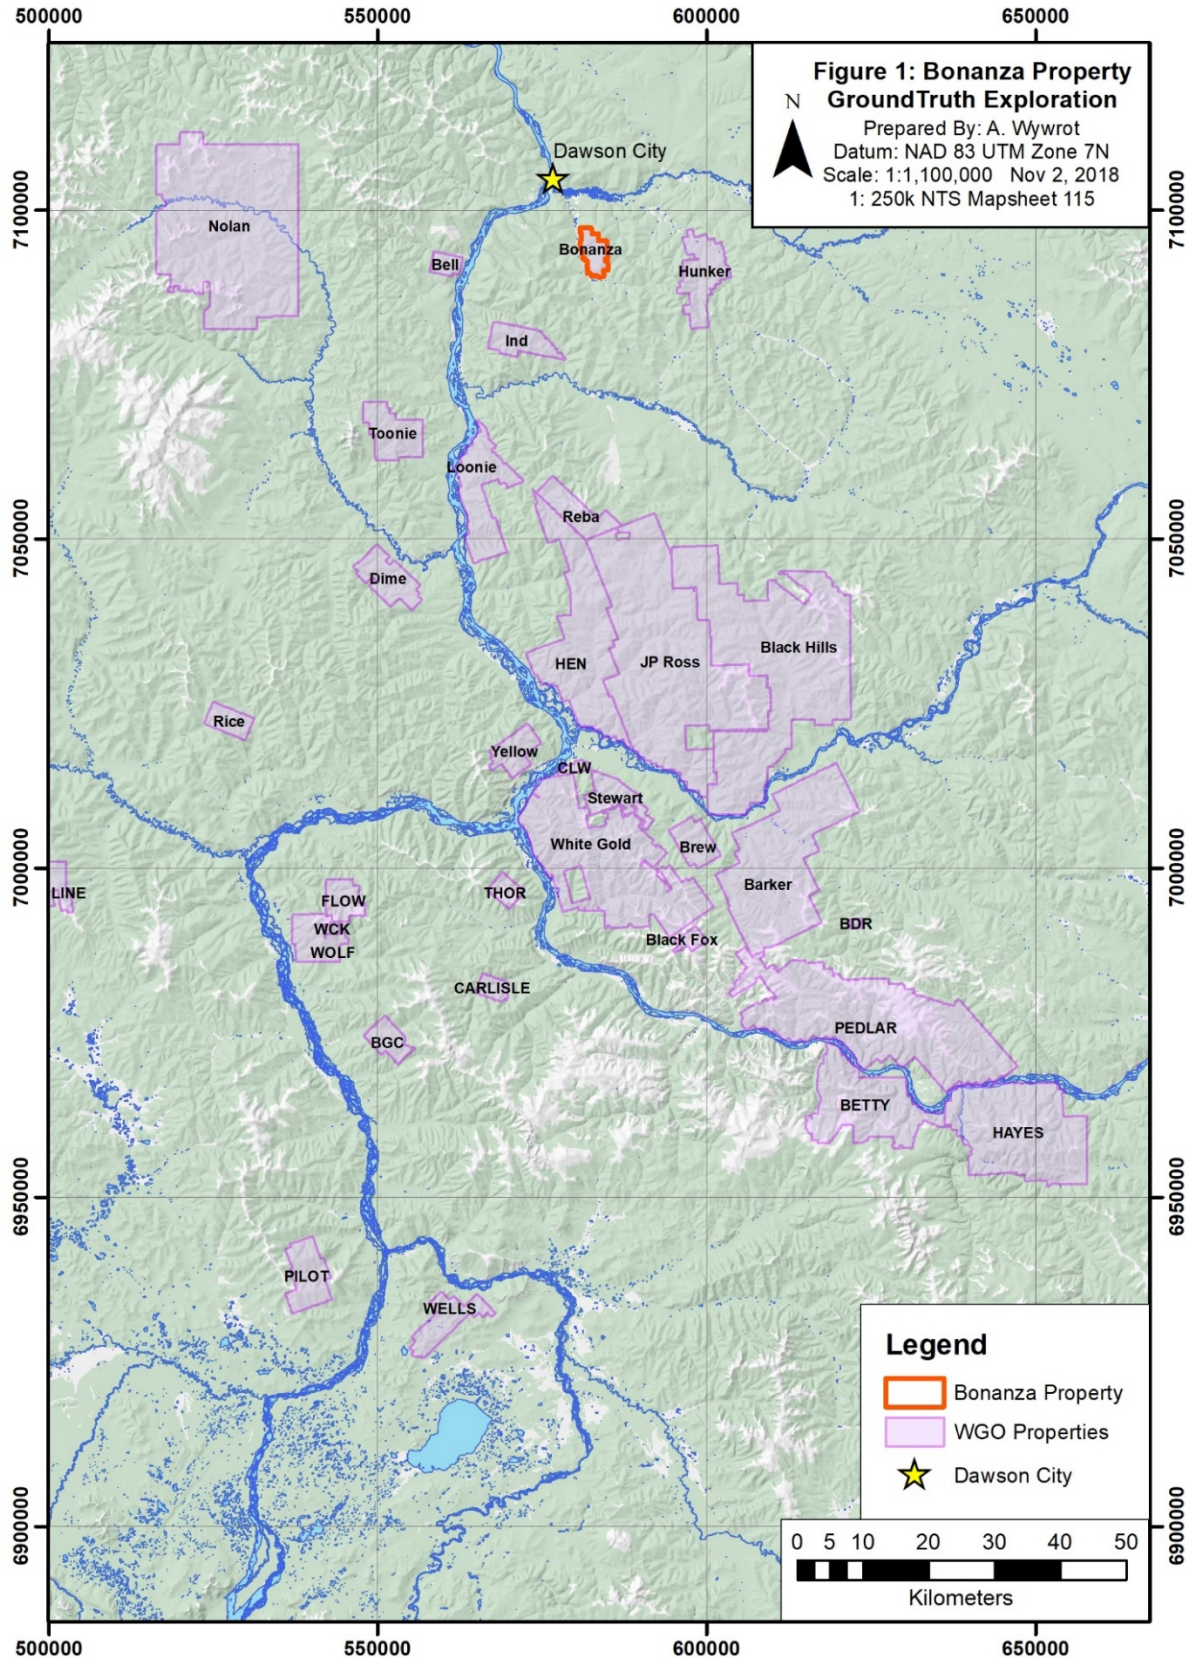 500000 550000 600000 650000
Figure 1: Bonanza Property
GroundTruth Exploration
Prepared By: A. Wywrot
Datum: NAD 83 UTM Zone 7N
Scale: 1:1,100,000 Nov 2, 2018
1: 250k NTS Mapsheet 115
N
Dawson City
7100000
7100000
Nolan
Bonanza
Bell
Hunker
Ind
Toonie
Loonie
Reba
7050000
7050000
Dime
Black Hills
HEN
JP Ross
Rice
Yellow
CLW
Stewart
White Gold
Brew
7000000
7000000
Barker
LINE
THOR
FLOW
BDR
WCK
Black Fox
WOLF
CARLISLE
PEDLAR
BGC
BETTY
HAYES
6950000
6950000
PILOT
WELLS
Legend
Bonanza Property
WGO Properties
Dawson City
6900000
6900000
0 5 10 20 30 40 50
Kilometers
500000 550000 600000 650000